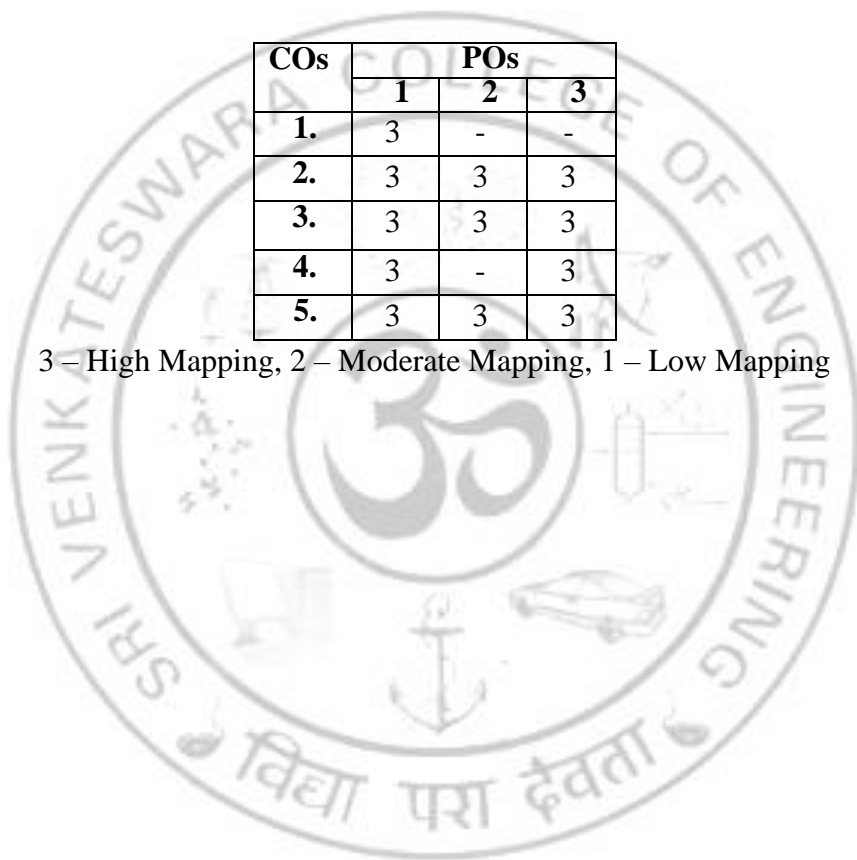 COs POs
1 2 3
1. 3 - -
2. 3 3 3
3. 3 3 3
4. 3 - 3
5. 3 3 3
3 – High Mapping, 2 – Moderate Mapping, 1 – Low Mapping
SRI VENKATESWARA COLLEGE OF ENGINEERING
ॐ
विद्या परा देवता